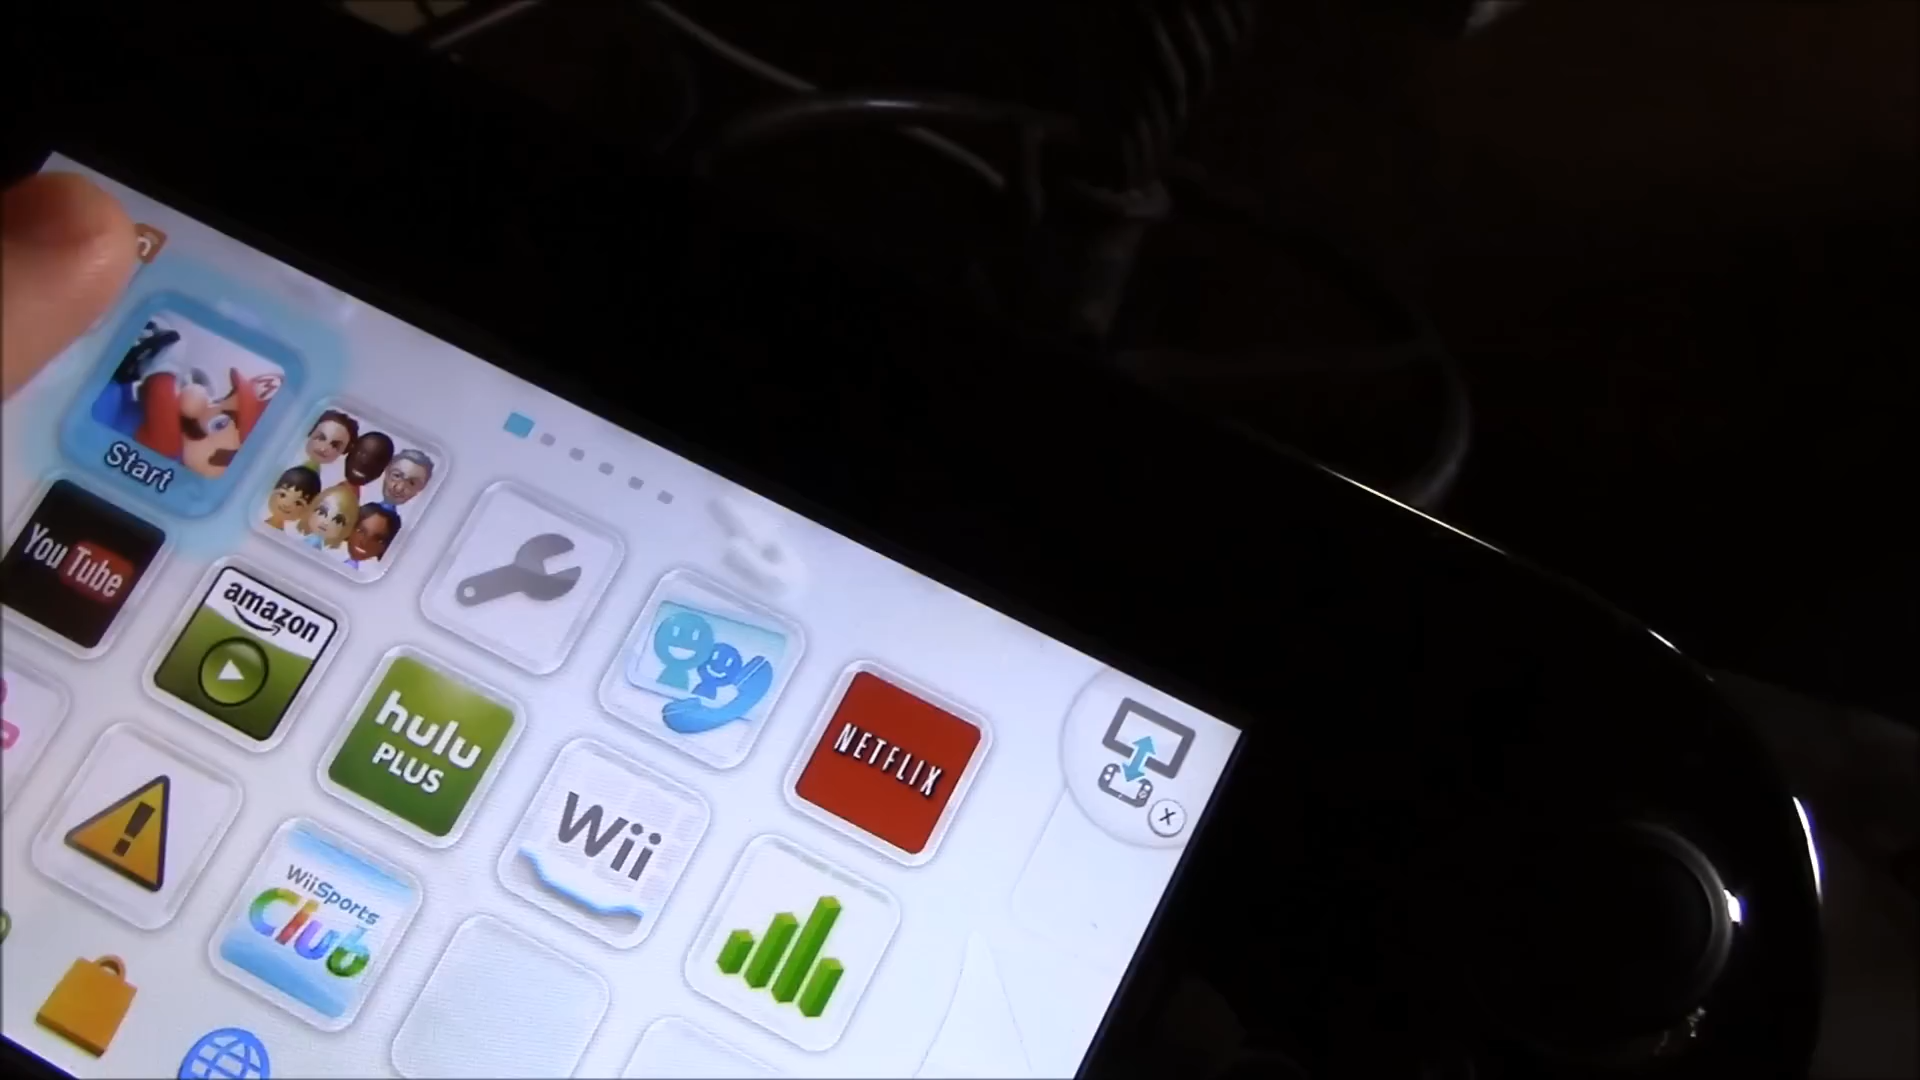 Start
You Tube
amazon
hulu
PLUS
NETFLIX
X
Wii
WiiSports
Club